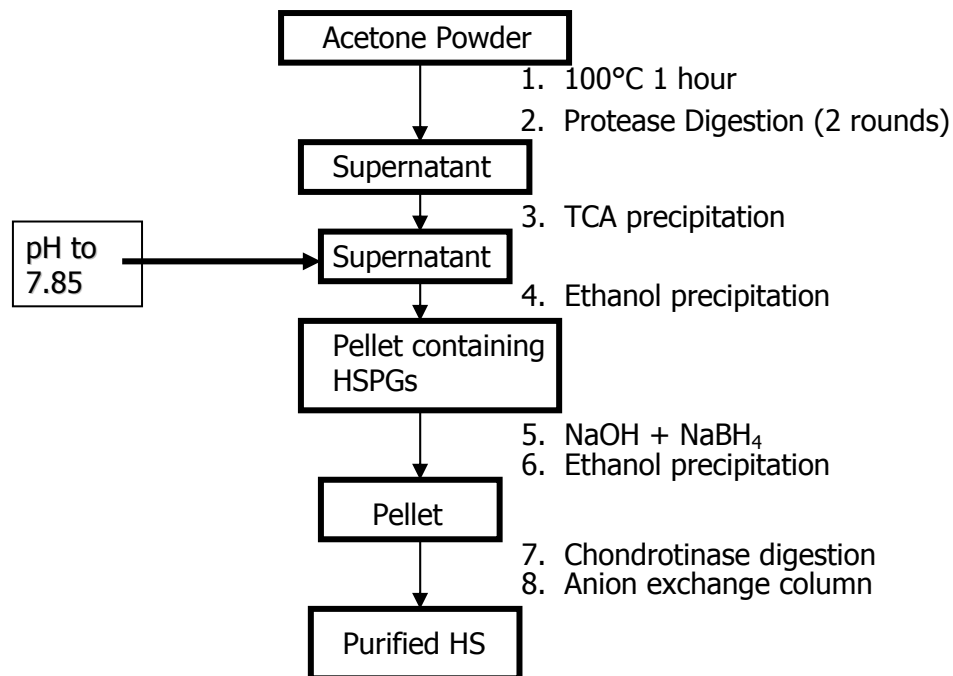 Acetone Powder
1. 100°C 1 hour
2. Protease Digestion (2 rounds)
Supernatant
3. TCA precipitation
pH to
7.85
Supernatant
4. Ethanol precipitation
Pellet containing
HSPGs
5. NaOH + NaBH₄
6. Ethanol precipitation
Pellet
7. Chondrotinase digestion
8. Anion exchange column
Purified HS